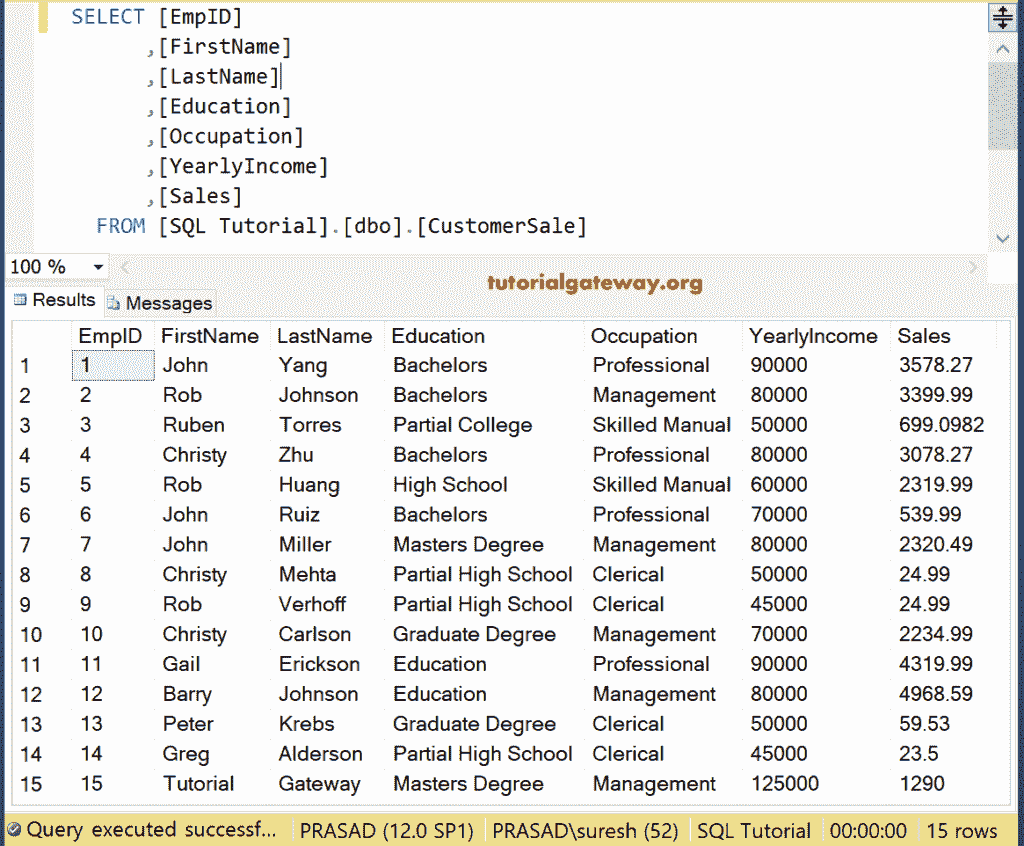 SELECT [EmpID]
,[FirstName]
,[LastName]
,[Education]
,[Occupation]
,[YearlyIncome]
,[Sales]
FROM [SQL Tutorial].[dbo].[CustomerSale]
100 %
tutorialgateway.org
Results Messages
EmpID FirstName LastName Education Occupation YearlyIncome Sales
1 1 John Yang Bachelors Professional 90000 3578.27
2 2 Rob Johnson Bachelors Management 80000 3399.99
3 3 Ruben Torres Partial College Skilled Manual 50000 699.0982
4 4 Christy Zhu Bachelors Professional 80000 3078.27
5 5 Rob Huang High School Skilled Manual 60000 2319.99
6 6 John Ruiz Bachelors Professional 70000 539.99
7 7 John Miller Masters Degree Management 80000 2320.49
8 8 Christy Mehta Partial High School Clerical 50000 24.99
9 9 Rob Verhoff Partial High School Clerical 45000 24.99
10 10 Christy Carlson Graduate Degree Management 70000 2234.99
11 11 Gail Erickson Education Professional 90000 4319.99
12 12 Barry Johnson Education Management 80000 4968.59
13 13 Peter Krebs Graduate Degree Clerical 50000 59.53
14 14 Greg Alderson Partial High School Clerical 45000 23.5
15 15 Tutorial Gateway Masters Degree Management 125000 1290
Query executed successf... PRASAD (12.0 SP1) PRASAD\suresh (52) SQL Tutorial 00:00:00 15 rows